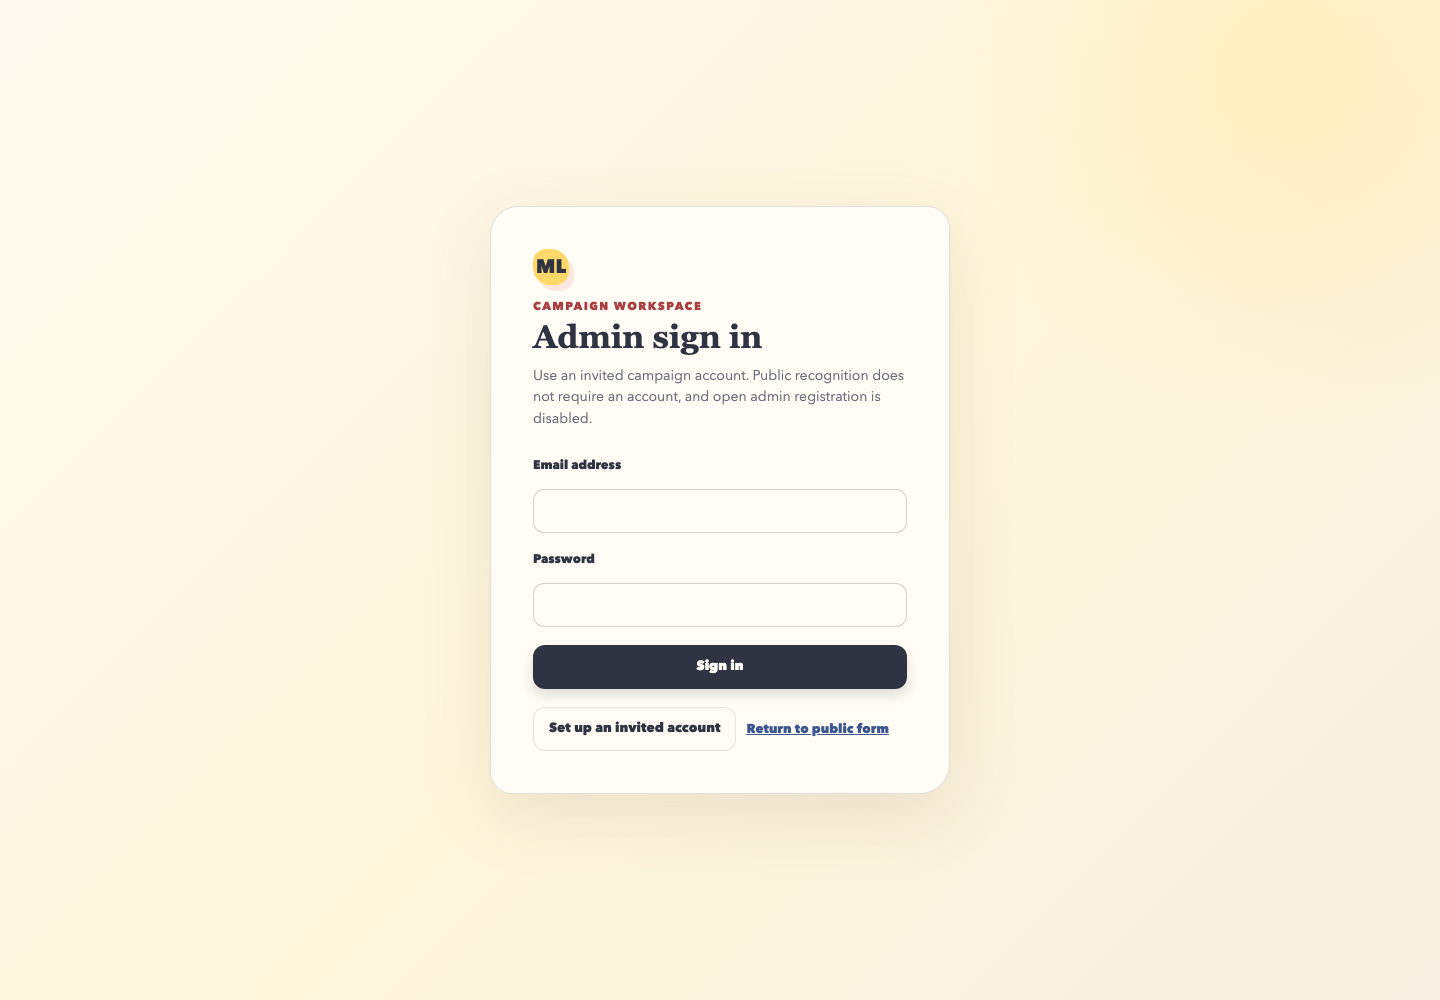 ML
CAMPAIGN WORKSPACE
Admin sign in
Use an invited campaign account. Public recognition does
not require an account, and open admin registration is
disabled.
Email address
Password
Sign in
Set up an invited account
Return to public form